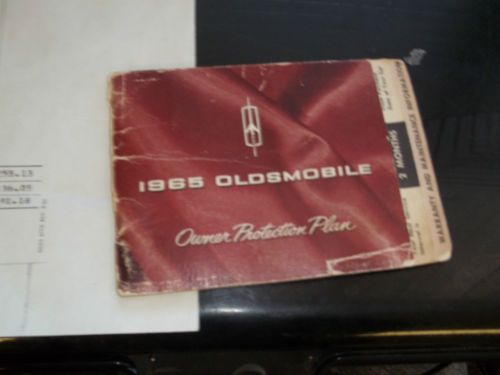 1965 OLDSMOBILE
Owner Protection Plan
2 MONTHS
WARRANTY AND MAINTENANCE INFORMATION